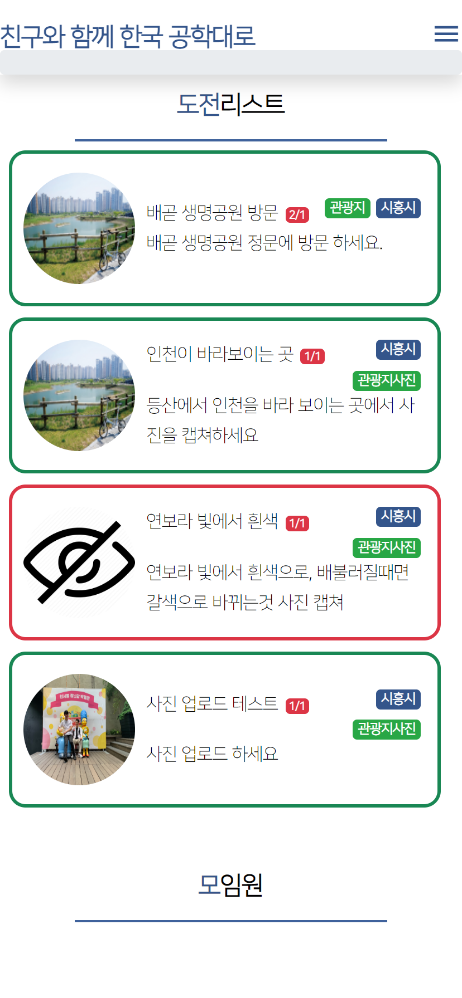 친구와 함께 한국 공학대로
도전리스트
배곧 생명공원 방문 2/1 관광지 시흥시
배곧 생명공원 정문에 방문 하세요.
인천이 바라보이는 곳 1/1 시흥시
관광지사진
등산에서 인천을 바라 보이는 곳에서 사
진을 캡쳐하세요
연보라 빛에서 흰색 1/1 시흥시
관광지사진
연보라 빛에서 흰색으로, 배불러질때면
갈색으로 바뀌는것 사진 캡쳐
사진 업로드 테스트 1/1 시흥시
관광지사진
사진 업로드 하세요
모임원